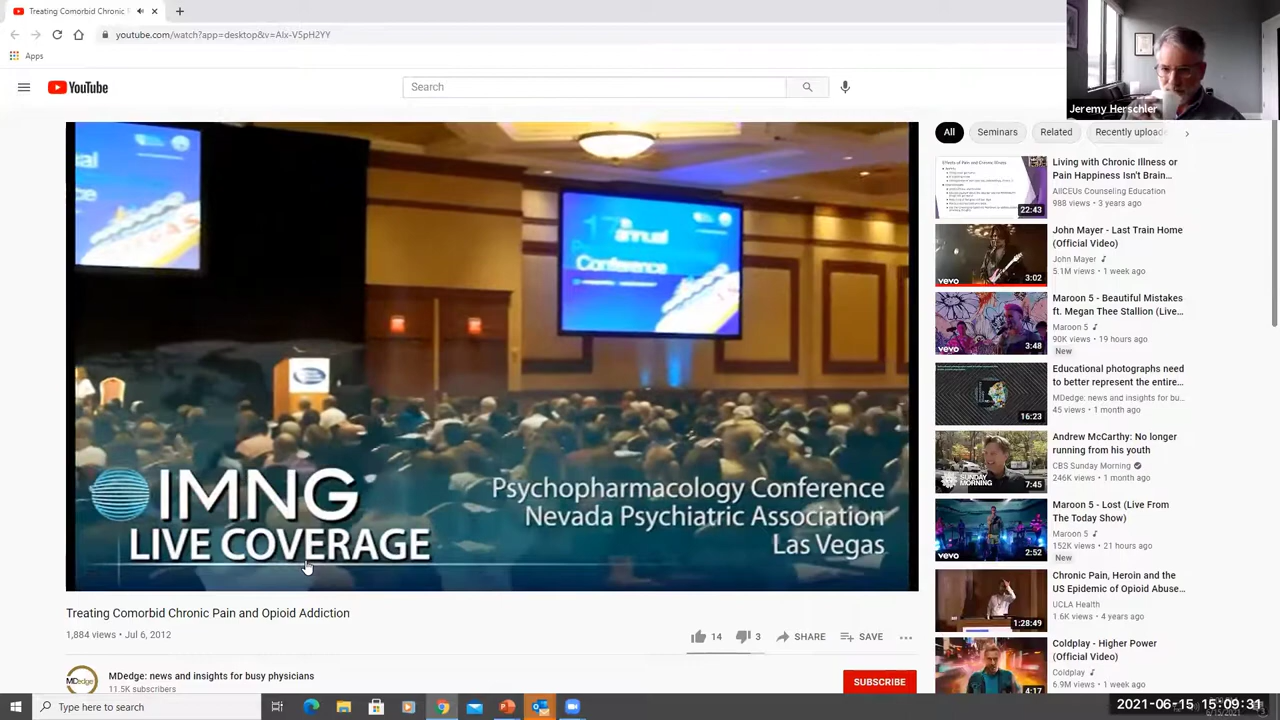 Treating Comorbid Chronic
youtube.com/watch?app=desktop&v=AIx-V5pH2YY
Apps
YouTube
Search
Jeremy Herschler
All
Seminars
Related
Recently uploade
IMNG
LIVE COVERAGE
Psychopharmacology Conference
Nevada Psychiatric Association
Las Vegas
Treating Comorbid Chronic Pain and Opioid Addiction
1,884 views • Jul 6, 2012
14
3
SHARE
SAVE
MDedge
MDedge: news and insights for busy physicians
11.5K subscribers
SUBSCRIBE
22:43
Living with Chronic Illness or
Pain Happiness Isn't Brain...
AllCEUs Counseling Education
988 views • 3 years ago
vevo
3:02
John Mayer - Last Train Home
(Official Video)
John Mayer
5.1M views • 1 week ago
vevo
3:48
Maroon 5 - Beautiful Mistakes
ft. Megan Thee Stallion (Live...
Maroon 5
90K views • 19 hours ago
New
16:23
Educational photographs need
to better represent the entire...
MDedge: news and insights for bu...
45 views • 1 month ago
SUNDAY
MORNING
7:45
Andrew McCarthy: No longer
running from his youth
CBS Sunday Morning
246K views • 1 month ago
vevo
2:52
Maroon 5 - Lost (Live From
The Today Show)
Maroon 5
152K views • 21 hours ago
New
1:28:49
Chronic Pain, Heroin and the
US Epidemic of Opioid Abuse...
UCLA Health
1.6K views • 4 years ago
4:17
Coldplay - Higher Power
(Official Video)
Coldplay
6.9M views • 1 week ago
Type here to search
2021-06-15 15:09:31